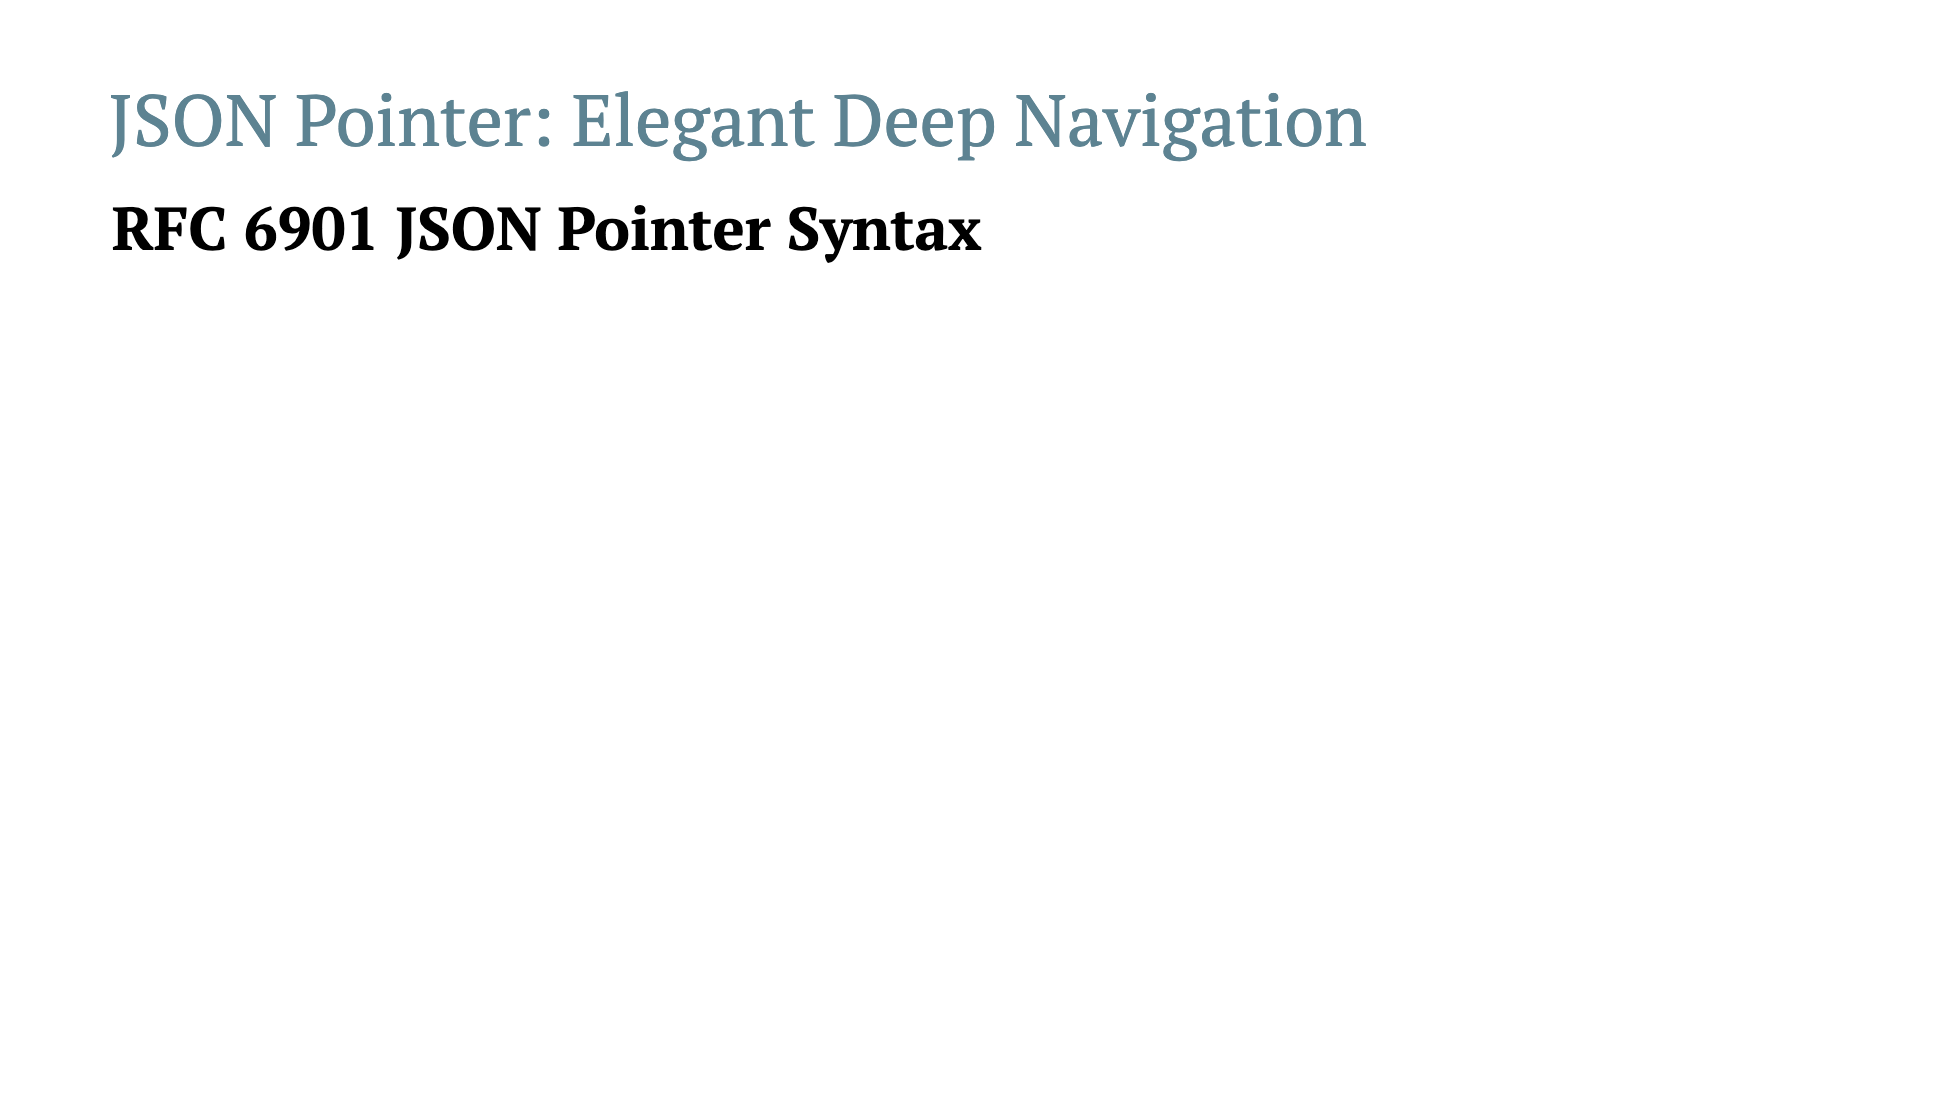 JSON Pointer: Elegant Deep Navigation
RFC 6901 JSON Pointer Syntax